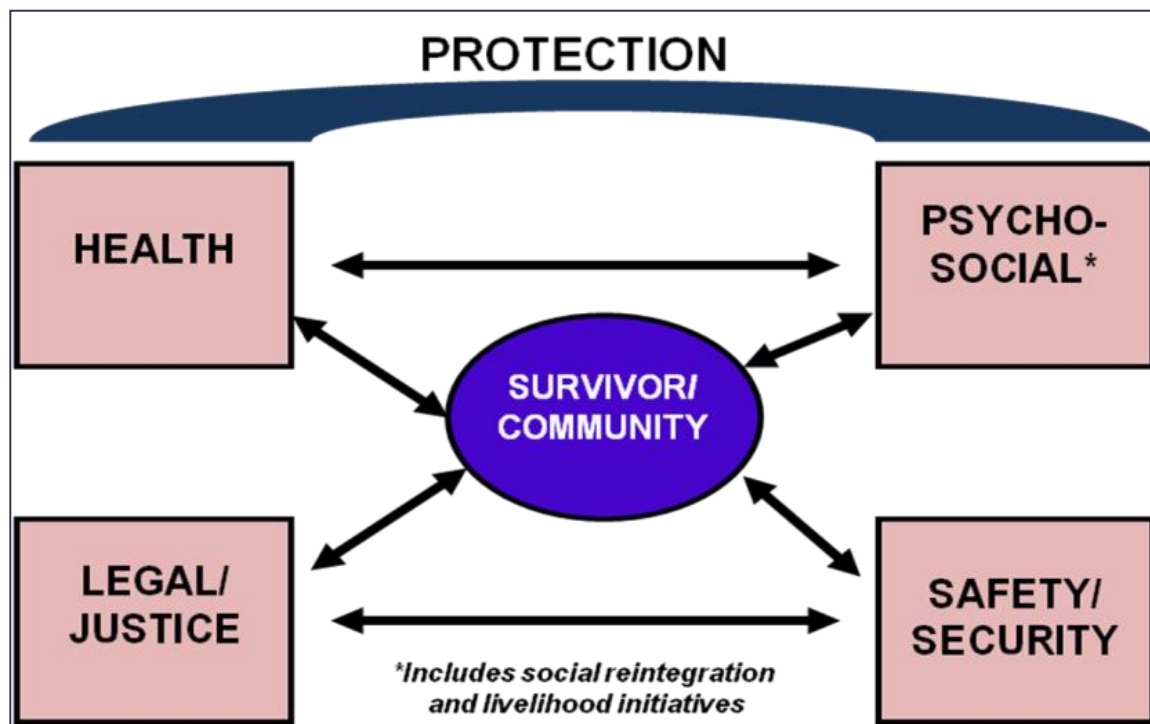 PROTECTION
HEALTH
PSYCHO-
SOCIAL*
SURVIVOR/
COMMUNITY
LEGAL/
JUSTICE
SAFETY/
SECURITY
*Includes social reintegration
and livelihood initiatives